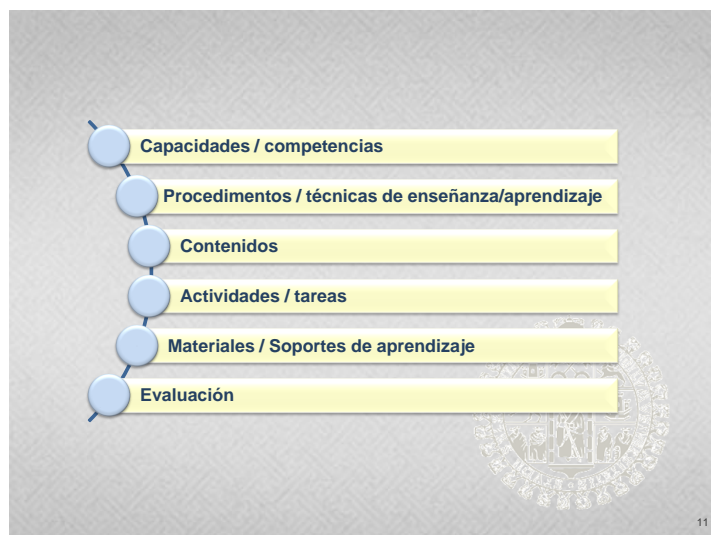 Capacidades / competencias
Procedimentos / técnicas de enseñanza/aprendizaje
Contenidos
Actividades / tareas
Materiales / Soportes de aprendizaje
Evaluación
11